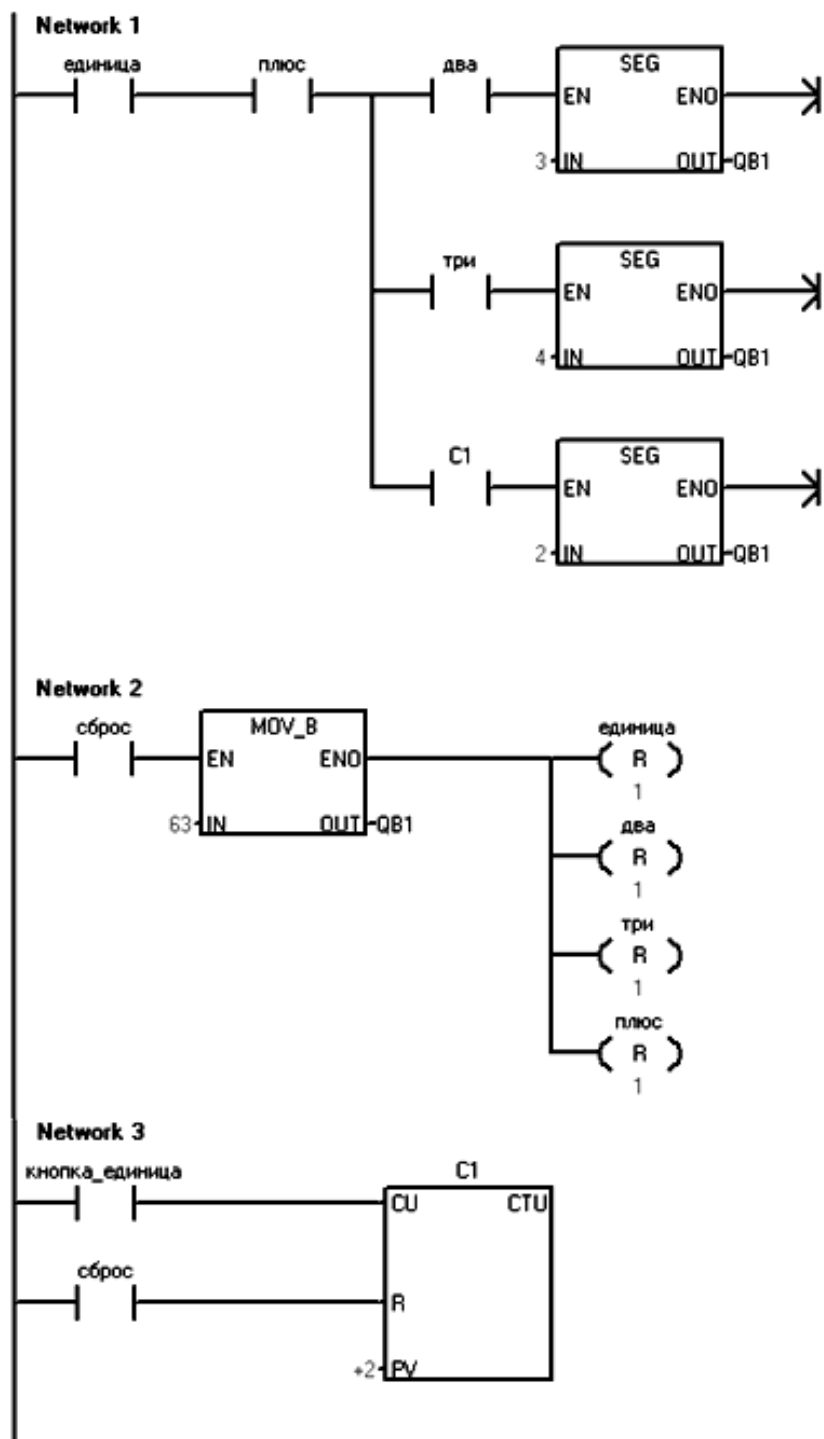 Network 1
единица плюс два SEG
EN ENO
3 IN OUT QB1
три SEG
EN ENO
4 IN OUT QB1
C1 SEG
EN ENO
2 IN OUT QB1
Network 2
сброс MOV_B единица
EN ENO R
1
63 IN OUT QB1
два
R
1
три
R
1
плюс
R
1
Network 3
кнопка_единица C1
CU CTU
сброс
R
+2 PV